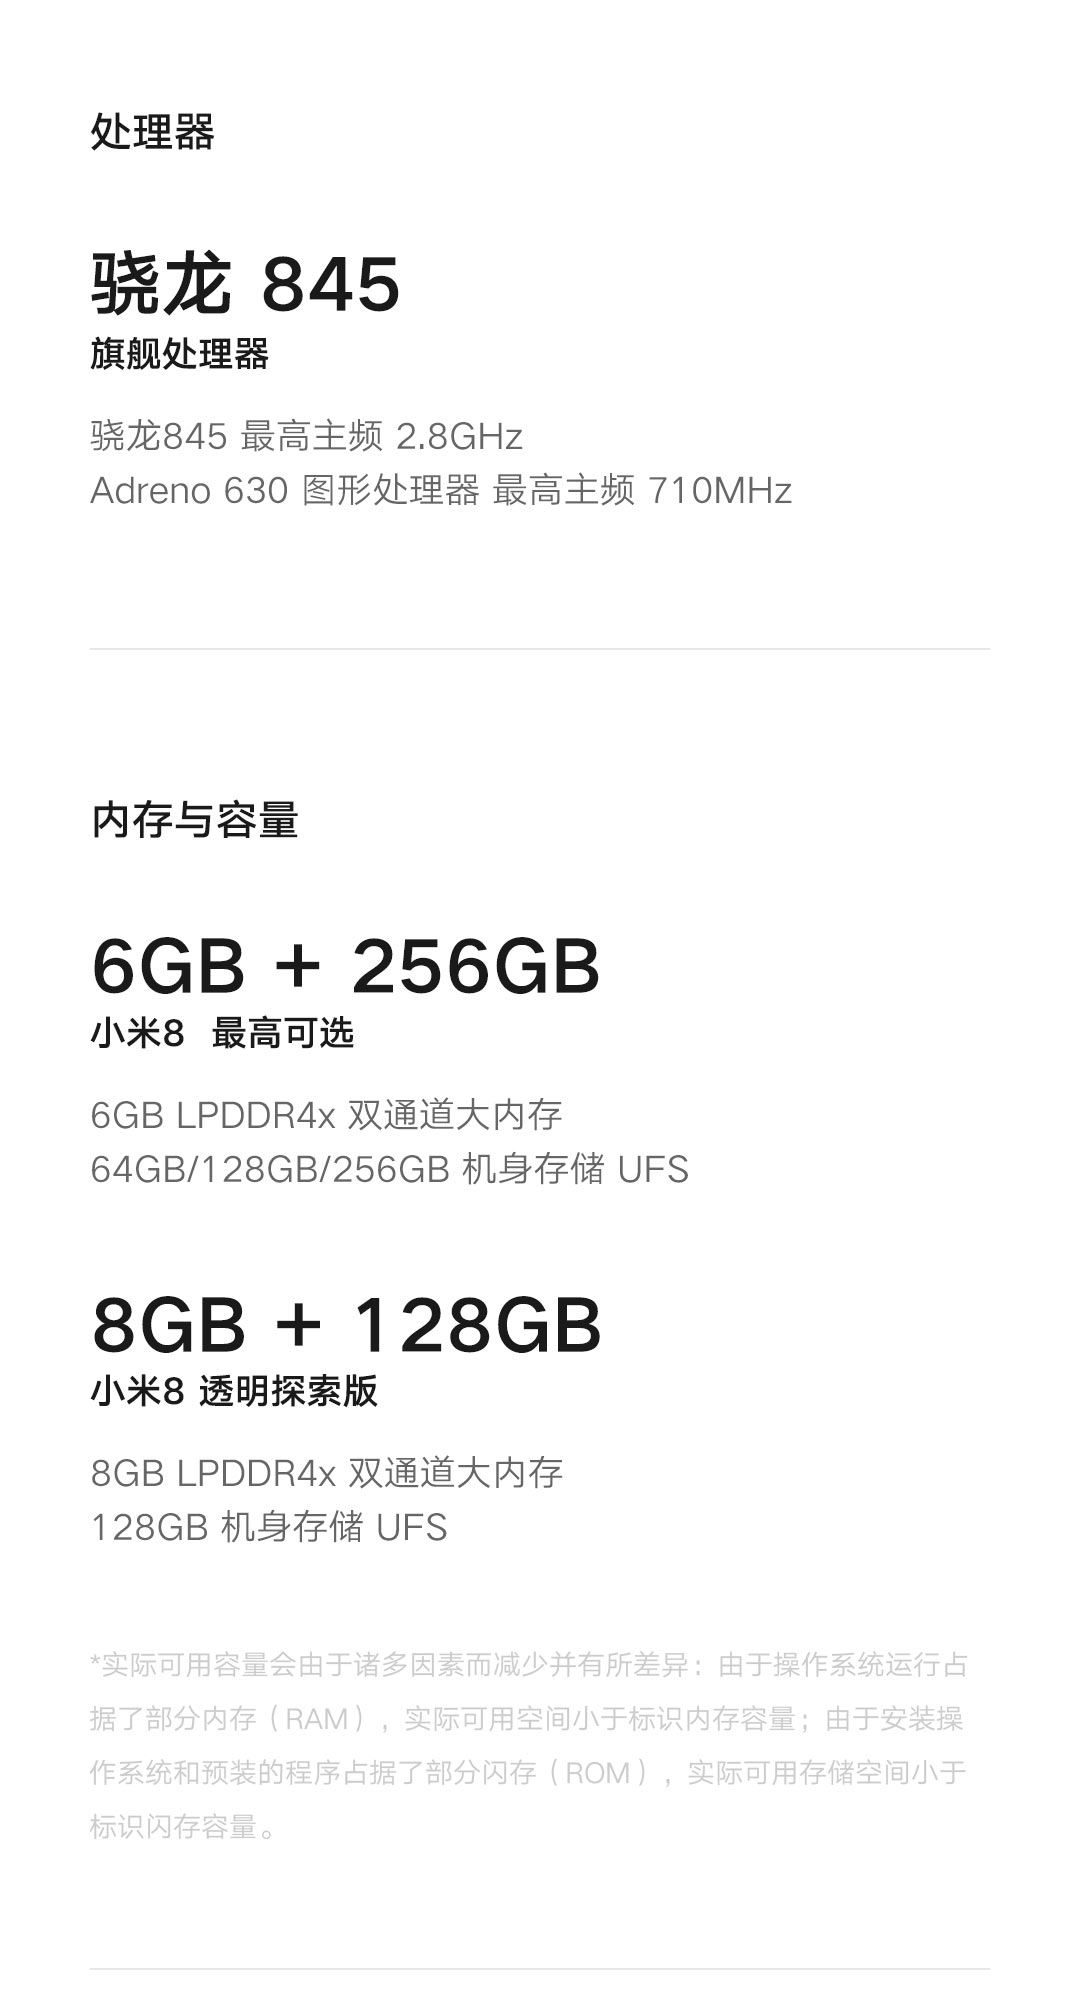 处理器
骁龙 845
旗舰处理器
骁龙845 最高主频 2.8GHz
Adreno 630 图形处理器 最高主频 710MHz
内存与容量
6GB + 256GB
小米8 最高可选
6GB LPDDR4x 双通道大内存
64GB/128GB/256GB 机身存储 UFS
8GB + 128GB
小米8 透明探索版
8GB LPDDR4x 双通道大内存
128GB 机身存储 UFS
*实际可用容量会由于诸多因素而减少并有所差异：由于操作系统运行占
据了部分内存（RAM），实际可用空间小于标识内存容量；由于安装操
作系统和预装的程序占据了部分闪存（ROM），实际可用存储空间小于
标识闪存容量。